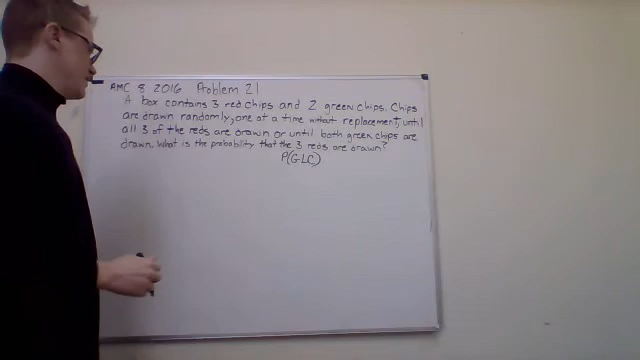 AMC 8 2016 Problem 21
A box contains 3 red chips and 2 green chips. Chips
are drawn randomly, one at a time without replacement, until
all 3 of the reds are drawn or until both green chips are
drawn. What is the probability that the 3 reds are drawn?
P(GLC)